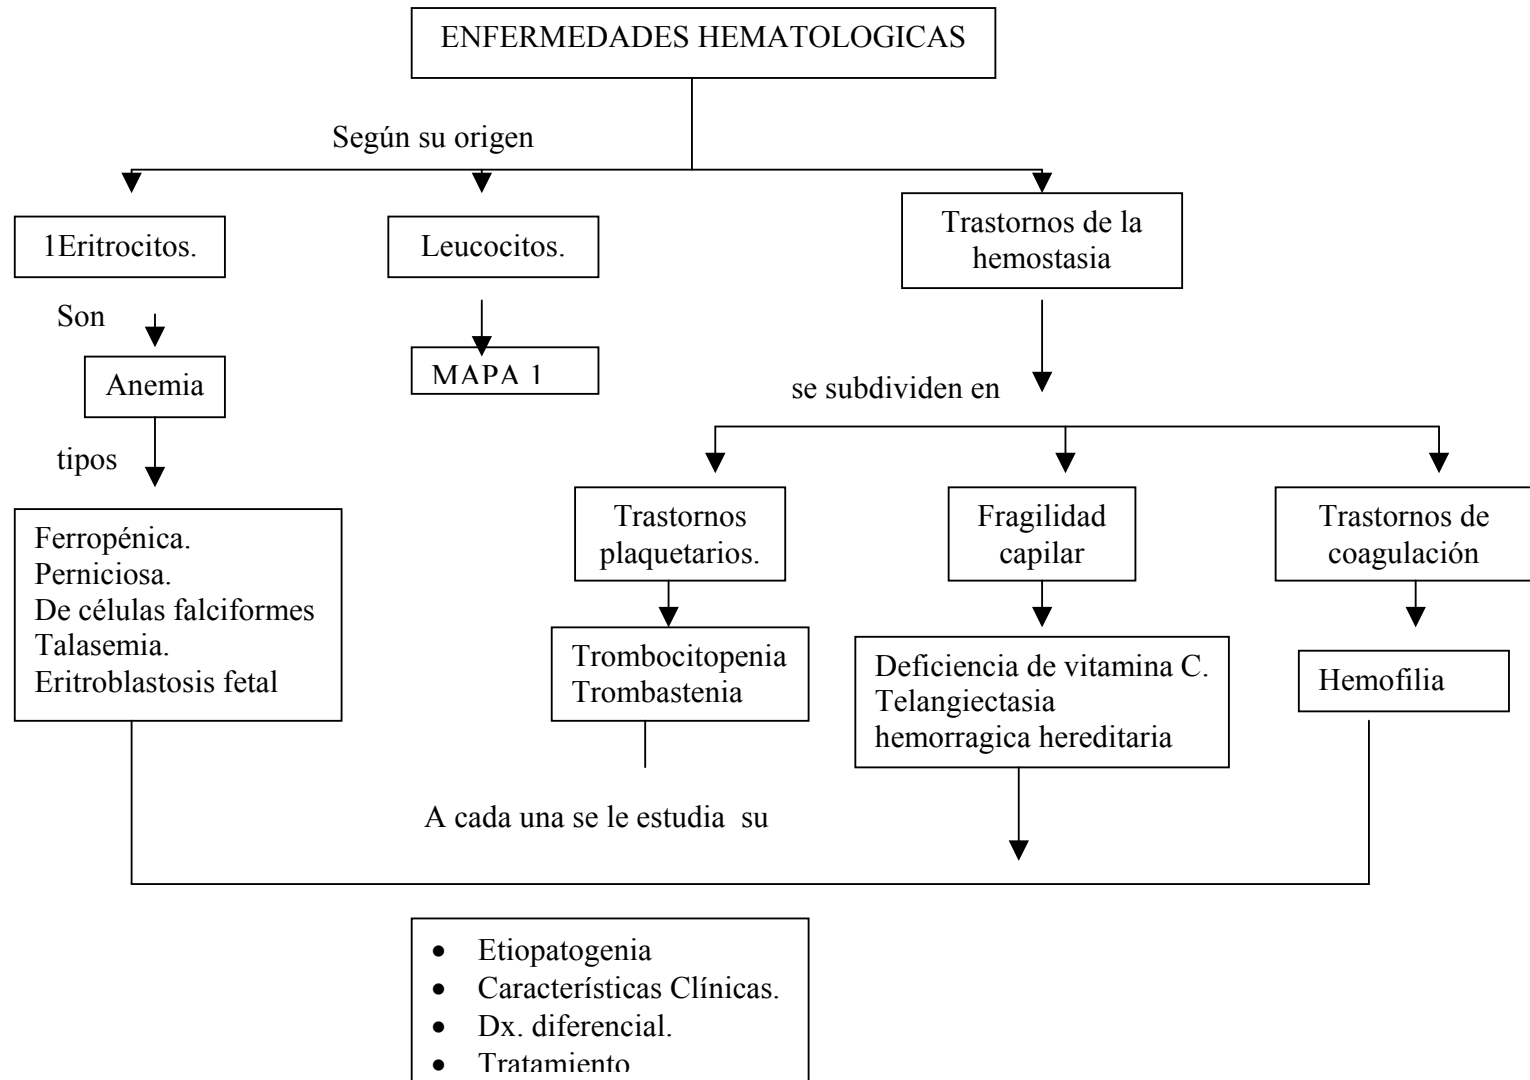 ENFERMEDADES HEMATOLOGICAS
Según su origen
1Eritrocitos.
Leucocitos.
Trastornos de la
hemostasia
Son
Anemia
MAPA 1
se subdividen en
tipos
Ferropénica.
Perniciosa.
De células falciformes
Talasemia.
Eritroblastosis fetal
Trastornos
plaquetarios.
Fragilidad
capilar
Trastornos de
coagulación
Trombocitopenia
Trombastenia
Deficiencia de vitamina C.
Telangiectasia
hemorragica hereditaria
Hemofilia
A cada una se le estudia su
• Etiopatogenia
• Características Clínicas.
• Dx. diferencial.
• Tratamiento